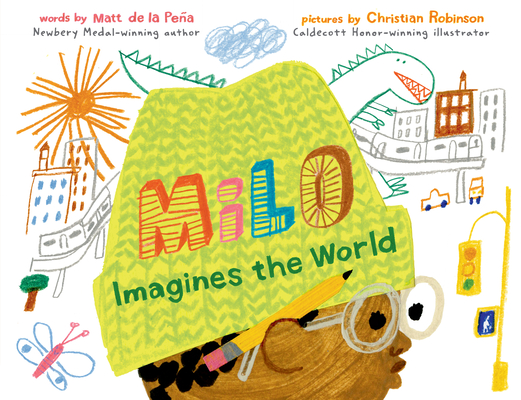 words by Matt de la Peña
Newbery Medal-winning author
pictures by Christian Robinson
Caldecott Honor-winning illustrator
MiLO
Imagines the World